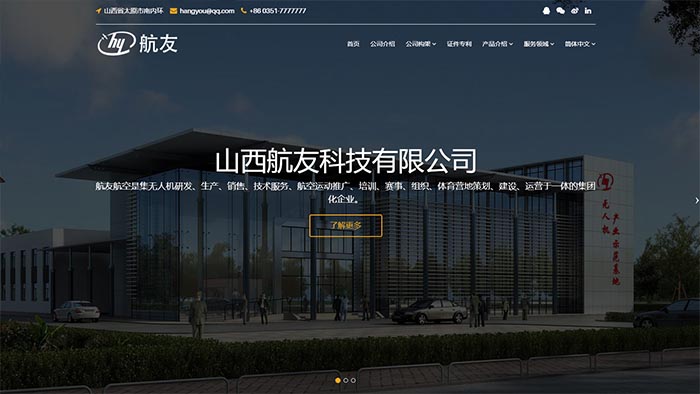 山西省太原市南内环 hangyou@qq.com +86 0351-7777777
hy 航友
首页 公司介绍 公司构架 证件专利 产品介绍 服务领域 简体中文
山西航友科技有限公司
航友航空是集无人机研发、生产、销售、技术服务、航空运动推广、培训、赛事、组织、体育营地策划、建设、运营于一体的集团
化企业。
了解更多
hy
无人机
产业示范基地